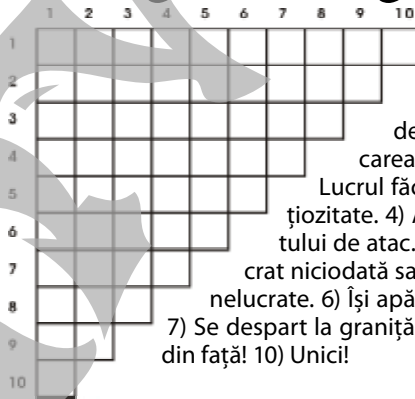 1 2 3 4 5 6 7 8 9 10
1
2
3
4
5
6
7
8
9
10
de
carea
Lucrul fă
țiozitate. 4)
tului de atac.
crat niciodată sa
nelucrate. 6) Își apă
7) Se despart la graniță
din față! 10) Unici!